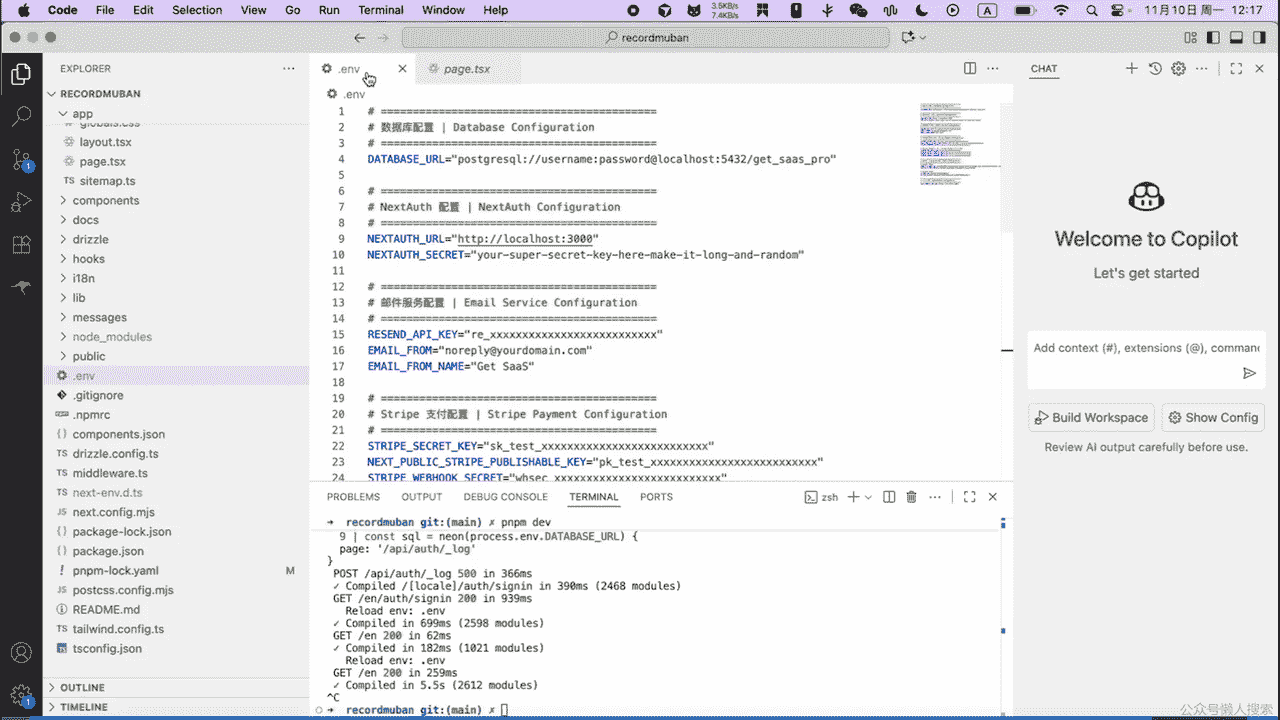 Code File Edit Selection View Go
3.5KB/s
7.4KB/s
11月10日 周一 12:17
recordmuban
EXPLORER
RECORDMUBAN
app
globals.css
layout.tsx
page.tsx
sitemap.ts
components
docs
drizzle
hooks
i18n
lib
messages
node_modules
public
.env
.gitignore
.npmrc
components.json
TS drizzle.config.ts
TS middleware.ts
TS next-env.d.ts
JS next.config.mjs
package-lock.json
package.json
pnpm-lock.yaml M
JS postcss.config.mjs
README.md
TS tailwind.config.ts
tsconfig.json
OUTLINE
TIMELINE
1
1
.env
page.tsx
.env
1 # =========================================
2 # 数据库配置 | Database Configuration
3 # =========================================
4 DATABASE_URL="postgresql://username:password@localhost:5432/get_saas_pro"
5
6 # =========================================
7 # NextAuth 配置 | NextAuth Configuration
8 # =========================================
9 NEXTAUTH_URL="http://localhost:3000"
10 NEXTAUTH_SECRET="your-super-secret-key-here-make-it-long-and-random"
11
12 # =========================================
13 # 邮件服务配置 | Email Service Configuration
14 # =========================================
15 RESEND_API_KEY="re_xxxxxxxxxxxxxxxxxxxxxxxxxx"
16 EMAIL_FROM="noreply@yourdomain.com"
17 EMAIL_FROM_NAME="Get SaaS"
18
19 # =========================================
20 # Stripe 支付配置 | Stripe Payment Configuration
21 # =========================================
22 STRIPE_SECRET_KEY="sk_test_xxxxxxxxxxxxxxxxxxxxxxxxxx"
23 NEXT_PUBLIC_STRIPE_PUBLISHABLE_KEY="pk_test_xxxxxxxxxxxxxxxxxxxxxxxxxx"
24 STRIPE_WEBHOOK_SECRET="whsec_xxxxxxxxxxxxxxxxxxxxxxxxxx"
PROBLEMS OUTPUT DEBUG CONSOLE TERMINAL PORTS
zsh
➜ recordmuban git:(main) ✗ pnpm dev
9 | const sql = neon(process.env.DATABASE_URL) {
page: '/api/auth/_log'
}
POST /api/auth/_log 500 in 366ms
✓ Compiled /[locale]/auth/signin in 390ms (2468 modules)
GET /en/auth/signin 200 in 939ms
Reload env: .env
✓ Compiled in 699ms (2598 modules)
GET /en 200 in 62ms
✓ Compiled in 182ms (1021 modules)
Reload env: .env
GET /en 200 in 259ms
✓ Compiled in 5.5s (2612 modules)
^C
➜ recordmuban git:(main) ✗
CHAT
Welcome to Copilot
Let's get started
Add context (#), extensions (@), comman
Build Workspace
Show Config
Review AI output carefully before use.